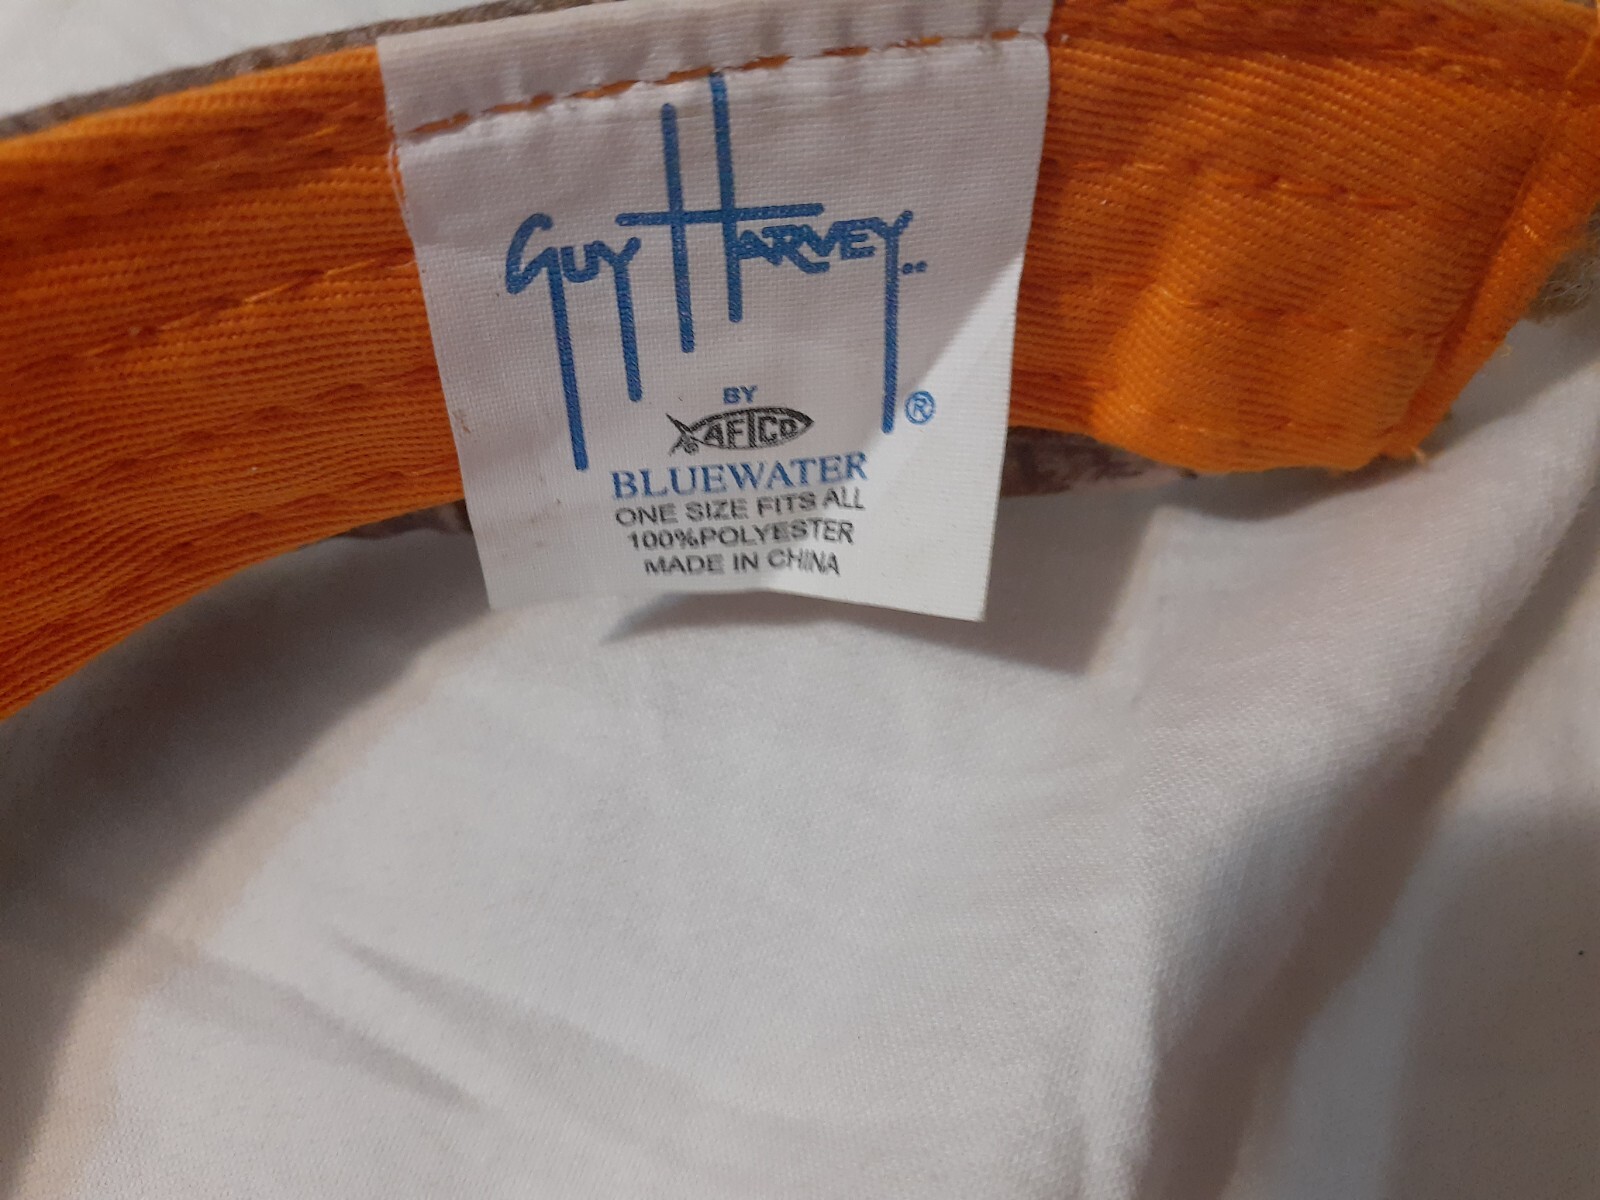 GUY HARVEY..
®
BY
AFTCO
BLUEWATER
ONE SIZE FITS ALL
100%POLYESTER
MADE IN CHINA